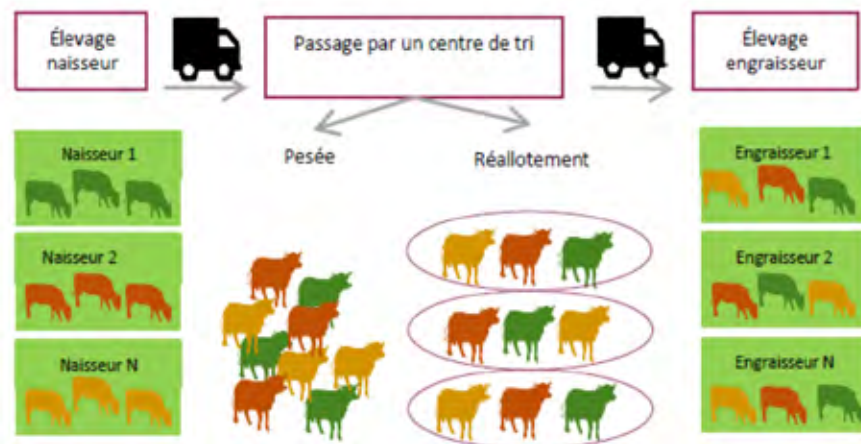 Élevage
naisseur
Passage par un centre de tri
Élevage
engraisseur
Pesée
Réallotement
Naisseur 1
Naisseur 2
Naisseur N
Engraisseur 1
Engraisseur 2
Engraisseur N